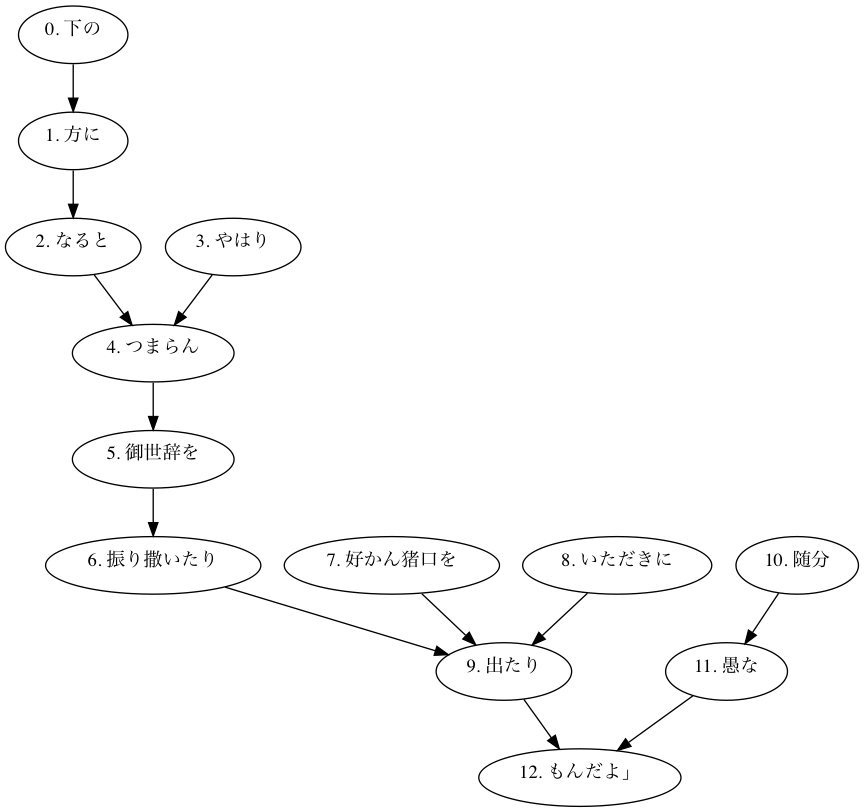 0. 下の
1. 方に
2. なると
3. やはり
4. つまらん
5. 御世辞を
6. 振り撒いたり
7. 好かん猪口を
8. いただきに
10. 随分
9. 出たり
11. 愚な
12. もんだよ」